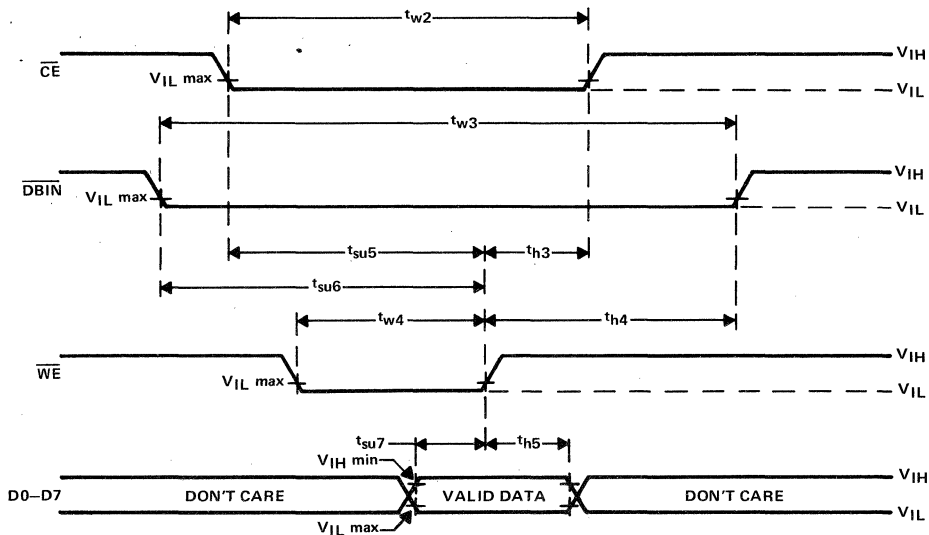 tw2
VIH
CE
VIL max
VIL
tw3
VIH
DBIN
VIL max
VIL
tsu5
th3
tsu6
tw4
th4
VIH
WE
VIL max
VIL
tsu7
th5
VIH min
VIH
D0–D7
DON'T CARE
VALID DATA
DON'T CARE
VIL
VIL max